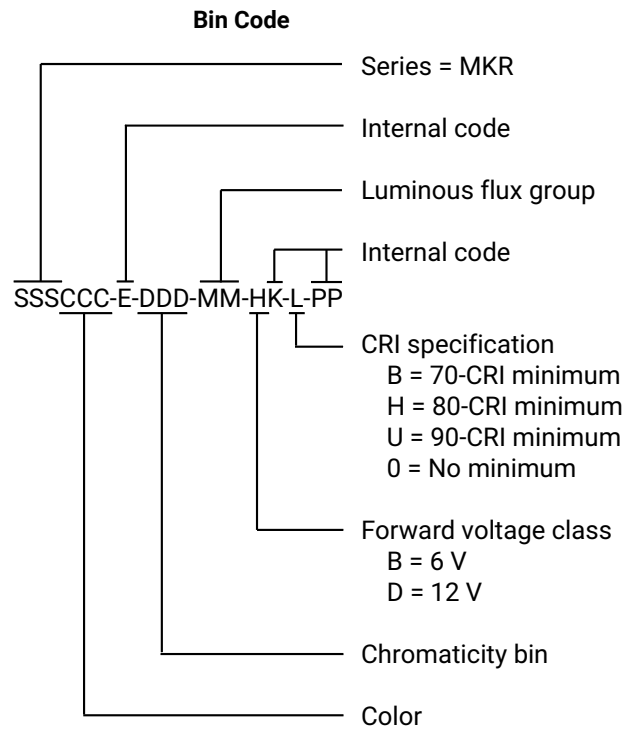 Bin Code
Series = MKR
Internal code
Luminous flux group
Internal code
SSSCCC-E-DDD-MM-HK-L-PP
CRI specification
B = 70-CRI minimum
H = 80-CRI minimum
U = 90-CRI minimum
0 = No minimum
Forward voltage class
B = 6 V
D = 12 V
Chromaticity bin
Color